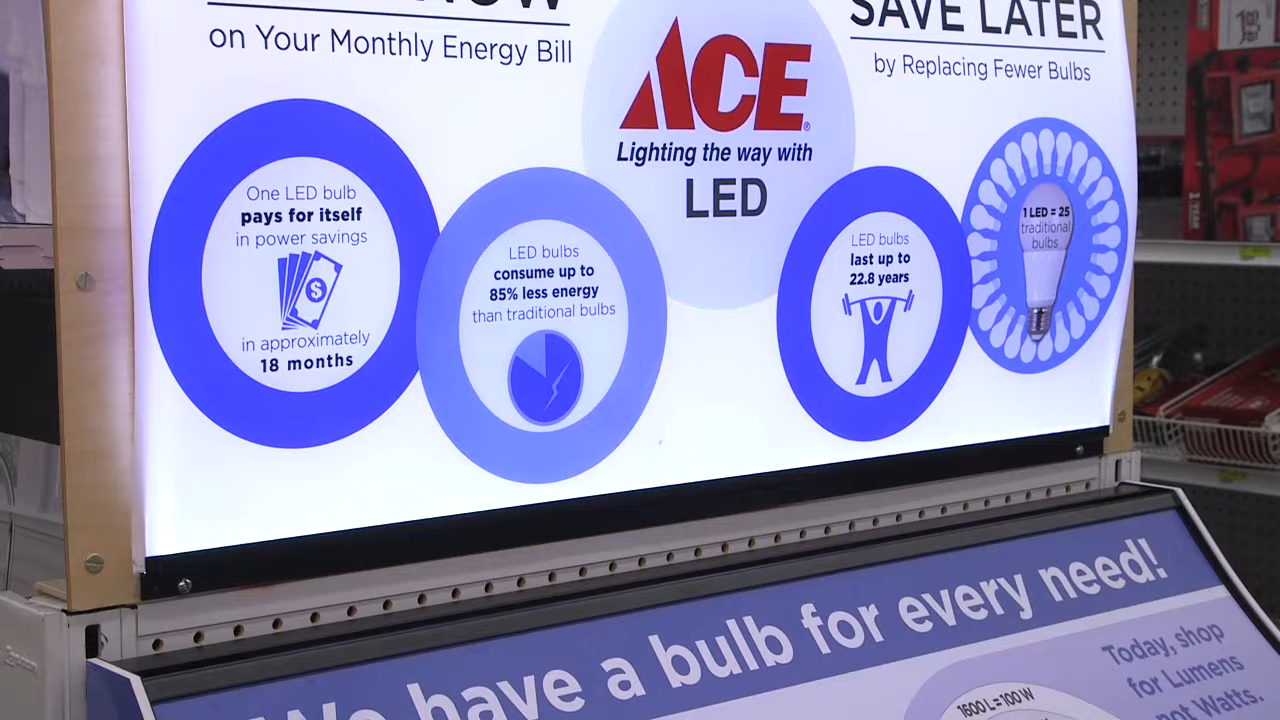 on Your Monthly Energy Bill
SAVE LATER
by Replacing Fewer Bulbs
ACE®
Lighting the way with
LED
One LED bulb
pays for itself
in power savings
$
in approximately
18 months
LED bulbs
consume up to
85% less energy
than traditional bulbs
LED bulbs
last up to
22.8 years
1 LED = 25
traditional
bulbs
We have a bulb for every need!
Today, shop
for Lumens
not Watts.
1600 L = 100 W